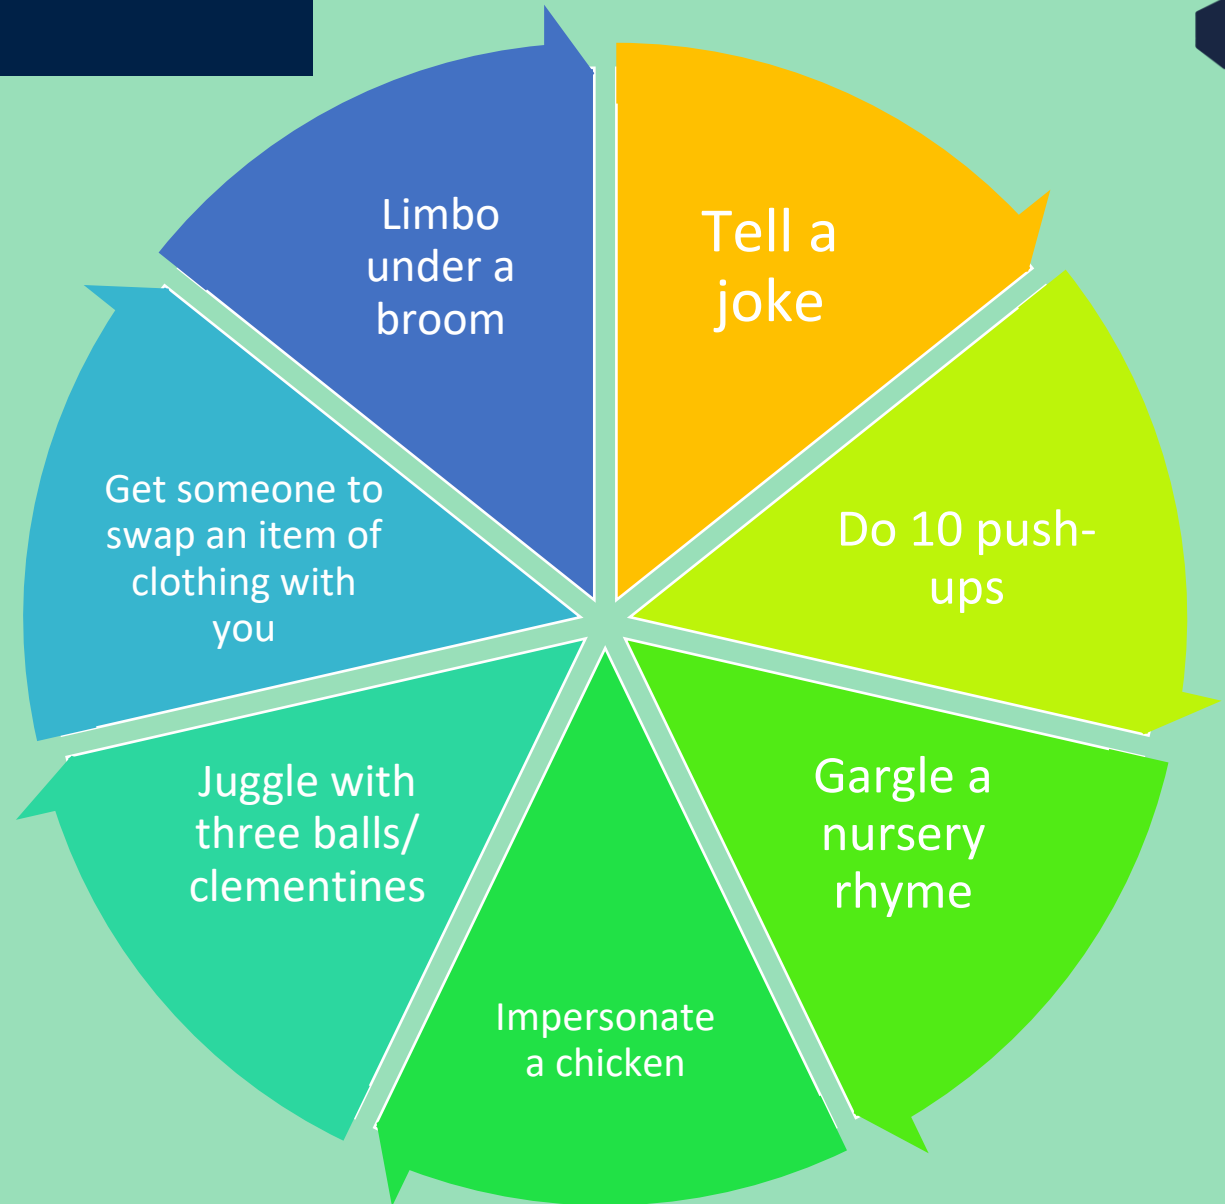 Tell a
joke
Do 10 push-
ups
Gargle a
nursery
rhyme
Impersonate
a chicken
Juggle with
three balls/
clementines
Get someone to
swap an item of
clothing with
you
Limbo
under a
broom